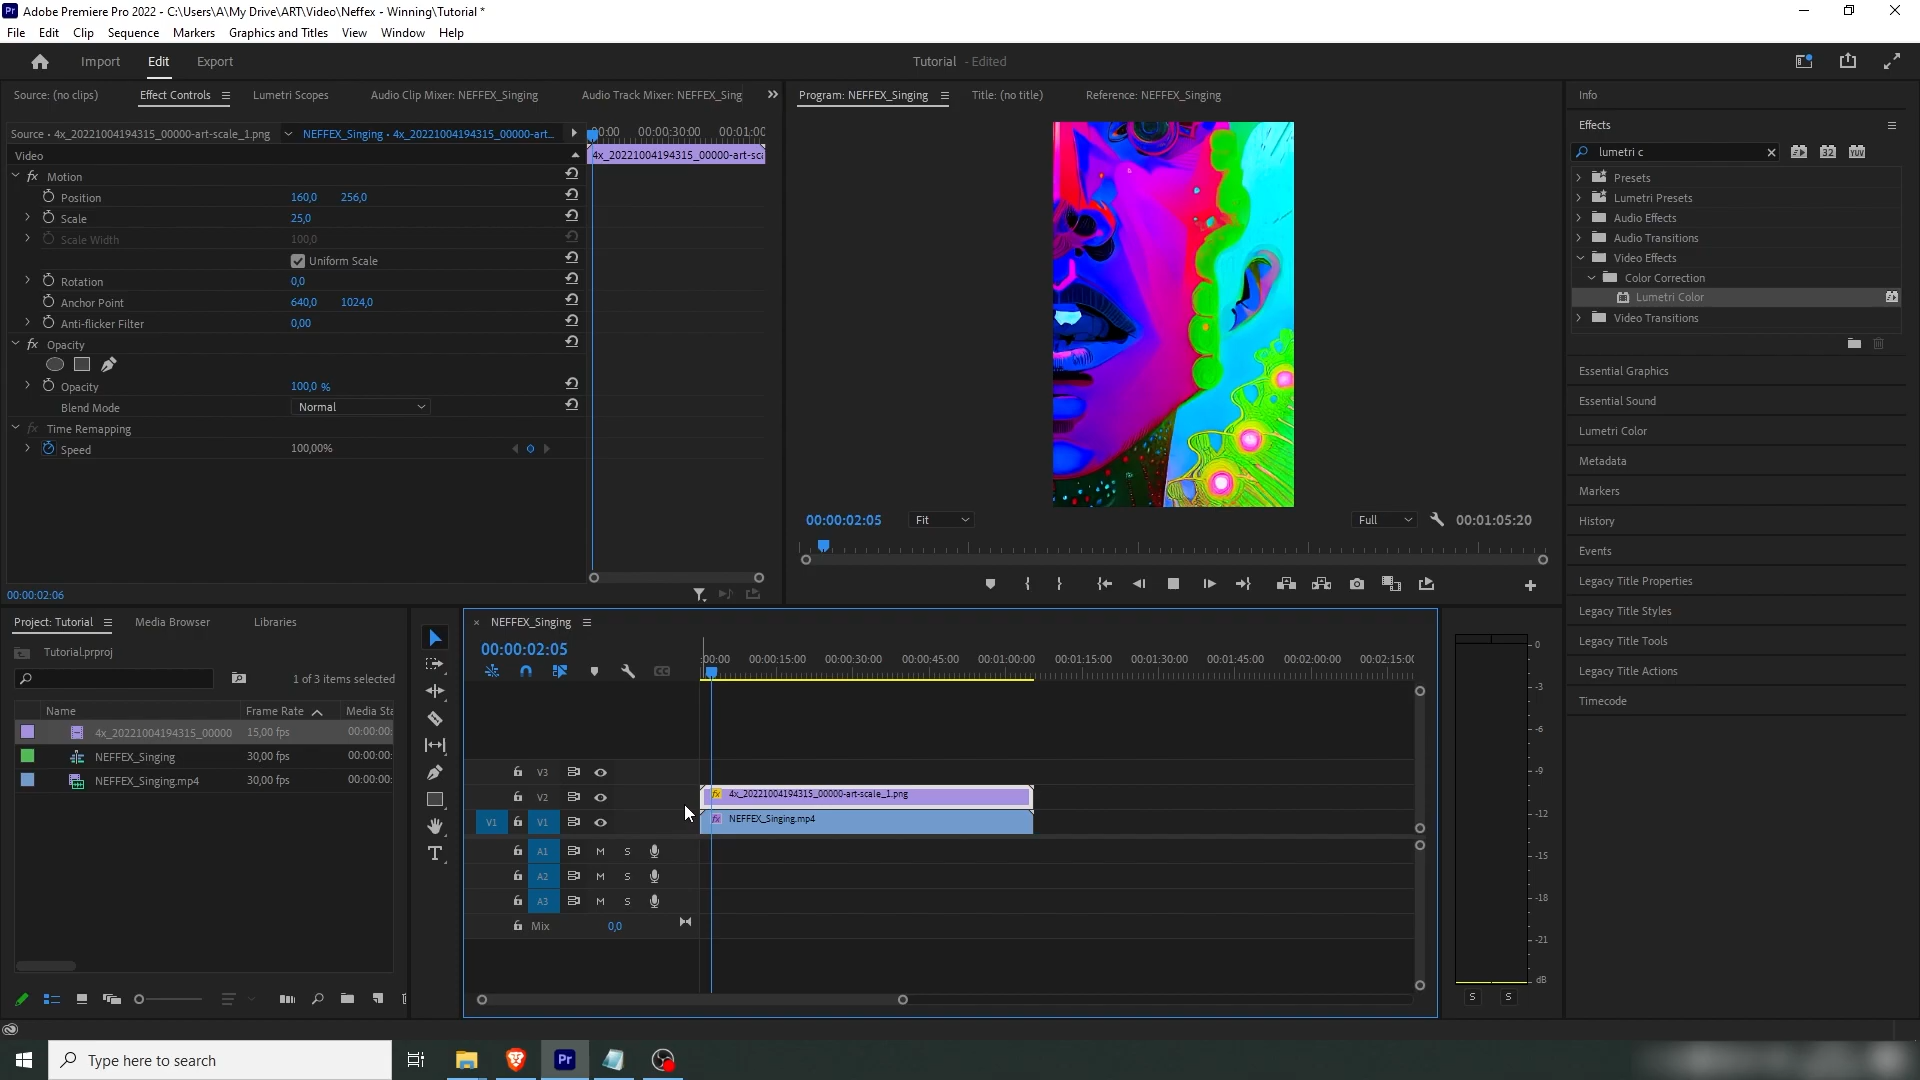 Adobe Premiere Pro 2022 - C:\Users\A\My Drive\ART\Video\Neffex - Winning\Tutorial *
File Edit Clip Sequence Markers Graphics and Titles View Window Help
Import Edit Export
Tutorial - Edited
Source: (no clips) Effect Controls Lumetri Scopes Audio Clip Mixer: NEFFEX_Singing Audio Track Mixer: NEFFEX_Sing
Source • 4x_20221004194315_00000-art-scale_1.png NEFFEX_Singing • 4x_20221004194315_00000-art...
00:00 00:00:30:00 00:01:00
Video
4x_20221004194315_00000-art-sca
fx Motion
Position 160,0 256,0
Scale 25,0
Scale Width 100,0
Uniform Scale
Rotation 0,0
Anchor Point 640,0 1024,0
Anti-flicker Filter 0,00
fx Opacity
Opacity 100,0 %
Blend Mode Normal
fx Time Remapping
Speed 100,00%
00:00:02:06
Program: NEFFEX_Singing Title: (no title) Reference: NEFFEX_Singing
00:00:02:05 Fit Full 00:01:05:20
Info
Effects
lumetri c
32 YUV
Presets
Lumetri Presets
Audio Effects
Audio Transitions
Video Effects
Color Correction
Lumetri Color
Video Transitions
Essential Graphics
Essential Sound
Lumetri Color
Metadata
Markers
History
Events
Legacy Title Properties
Legacy Title Styles
Legacy Title Tools
Legacy Title Actions
Timecode
Project: Tutorial Media Browser Libraries
Tutorial.prproj
1 of 3 items selected
Name Frame Rate Media Sta
4x_20221004194315_00000 15,00 fps 00:00:00:
NEFFEX_Singing 30,00 fps 00:00:00:
NEFFEX_Singing.mp4 30,00 fps 00:00:00:
NEFFEX_Singing
00:00:02:05
:00:00 00:00:15:00 00:00:30:00 00:00:45:00 00:01:00:00 00:01:15:00 00:01:30:00 00:01:45:00 00:02:00:00 00:02:15:00
CC
V3
V2
fx 4x_20221004194315_00000-art-scale_1.png
V1 V1
fx NEFFEX_Singing.mp4
A1 M S
A2 M S
A3 M S
Mix 0,0
0
-3
-6
-9
-12
-15
-18
-21
dB
S S
Type here to search
Pr